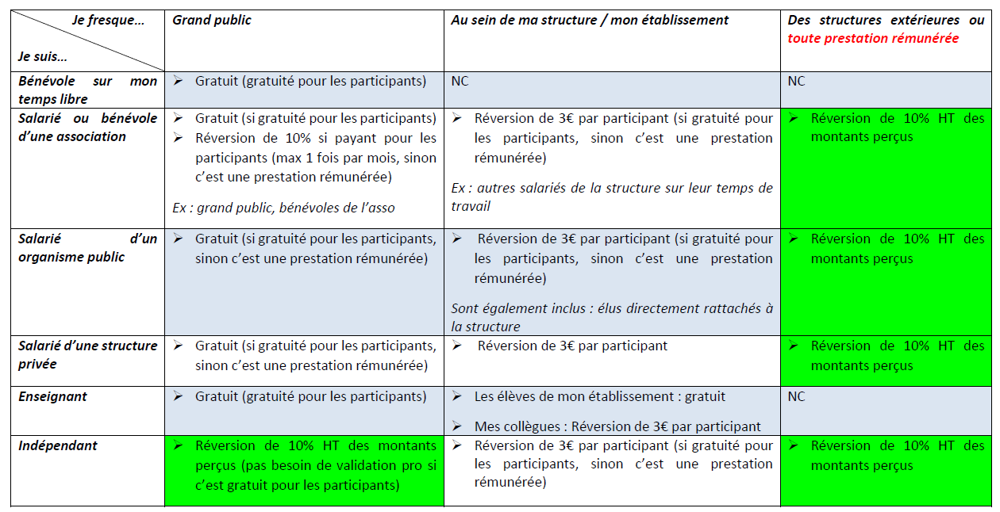 Je fresque…
Je suis…
Grand public
Au sein de ma structure / mon établissement
Des structures extérieures ou
toute prestation rémunérée
Bénévole sur mon
temps libre
➢ Gratuit (gratuité pour les participants)
NC
NC
Salarié ou bénévole
d’une association
➢ Gratuit (si gratuité pour les participants)
➢ Réversion de 10% si payant pour les
participants (max 1 fois par mois, sinon
c’est une prestation rémunérée)
Ex : grand public, bénévoles de l’asso
➢ Réversion de 3€ par participant (si gratuité pour
les participants, sinon c’est une prestation
rémunérée)
Ex : autres salariés de la structure sur leur temps de
travail
➢ Réversion de 10% HT des
montants perçus
Salarié d’un
organisme public
➢ Gratuit (si gratuité pour les participants,
sinon c’est une prestation rémunérée)
➢ Réversion de 3€ par participant (si gratuité pour
les participants, sinon c’est une prestation
rémunérée)
Sont également inclus : élus directement rattachés à
la structure
➢ Réversion de 10% HT des
montants perçus
Salarié d’une structure
privée
➢ Gratuit (si gratuité pour les participants,
sinon c’est une prestation rémunérée)
➢ Réversion de 3€ par participant
➢ Réversion de 10% HT des
montants perçus
Enseignant
➢ Gratuit (gratuité pour les participants)
➢ Les élèves de mon établissement : gratuit
➢ Mes collègues : Réversion de 3€ par participant
NC
Indépendant
➢ Réversion de 10% HT des montants
perçus (pas besoin de validation pro si
c’est gratuit pour les participants)
➢ Réversion de 3€ par participant (si gratuité pour
les participants, sinon c’est une prestation
rémunérée)
➢ Réversion de 10% HT des
montants perçus